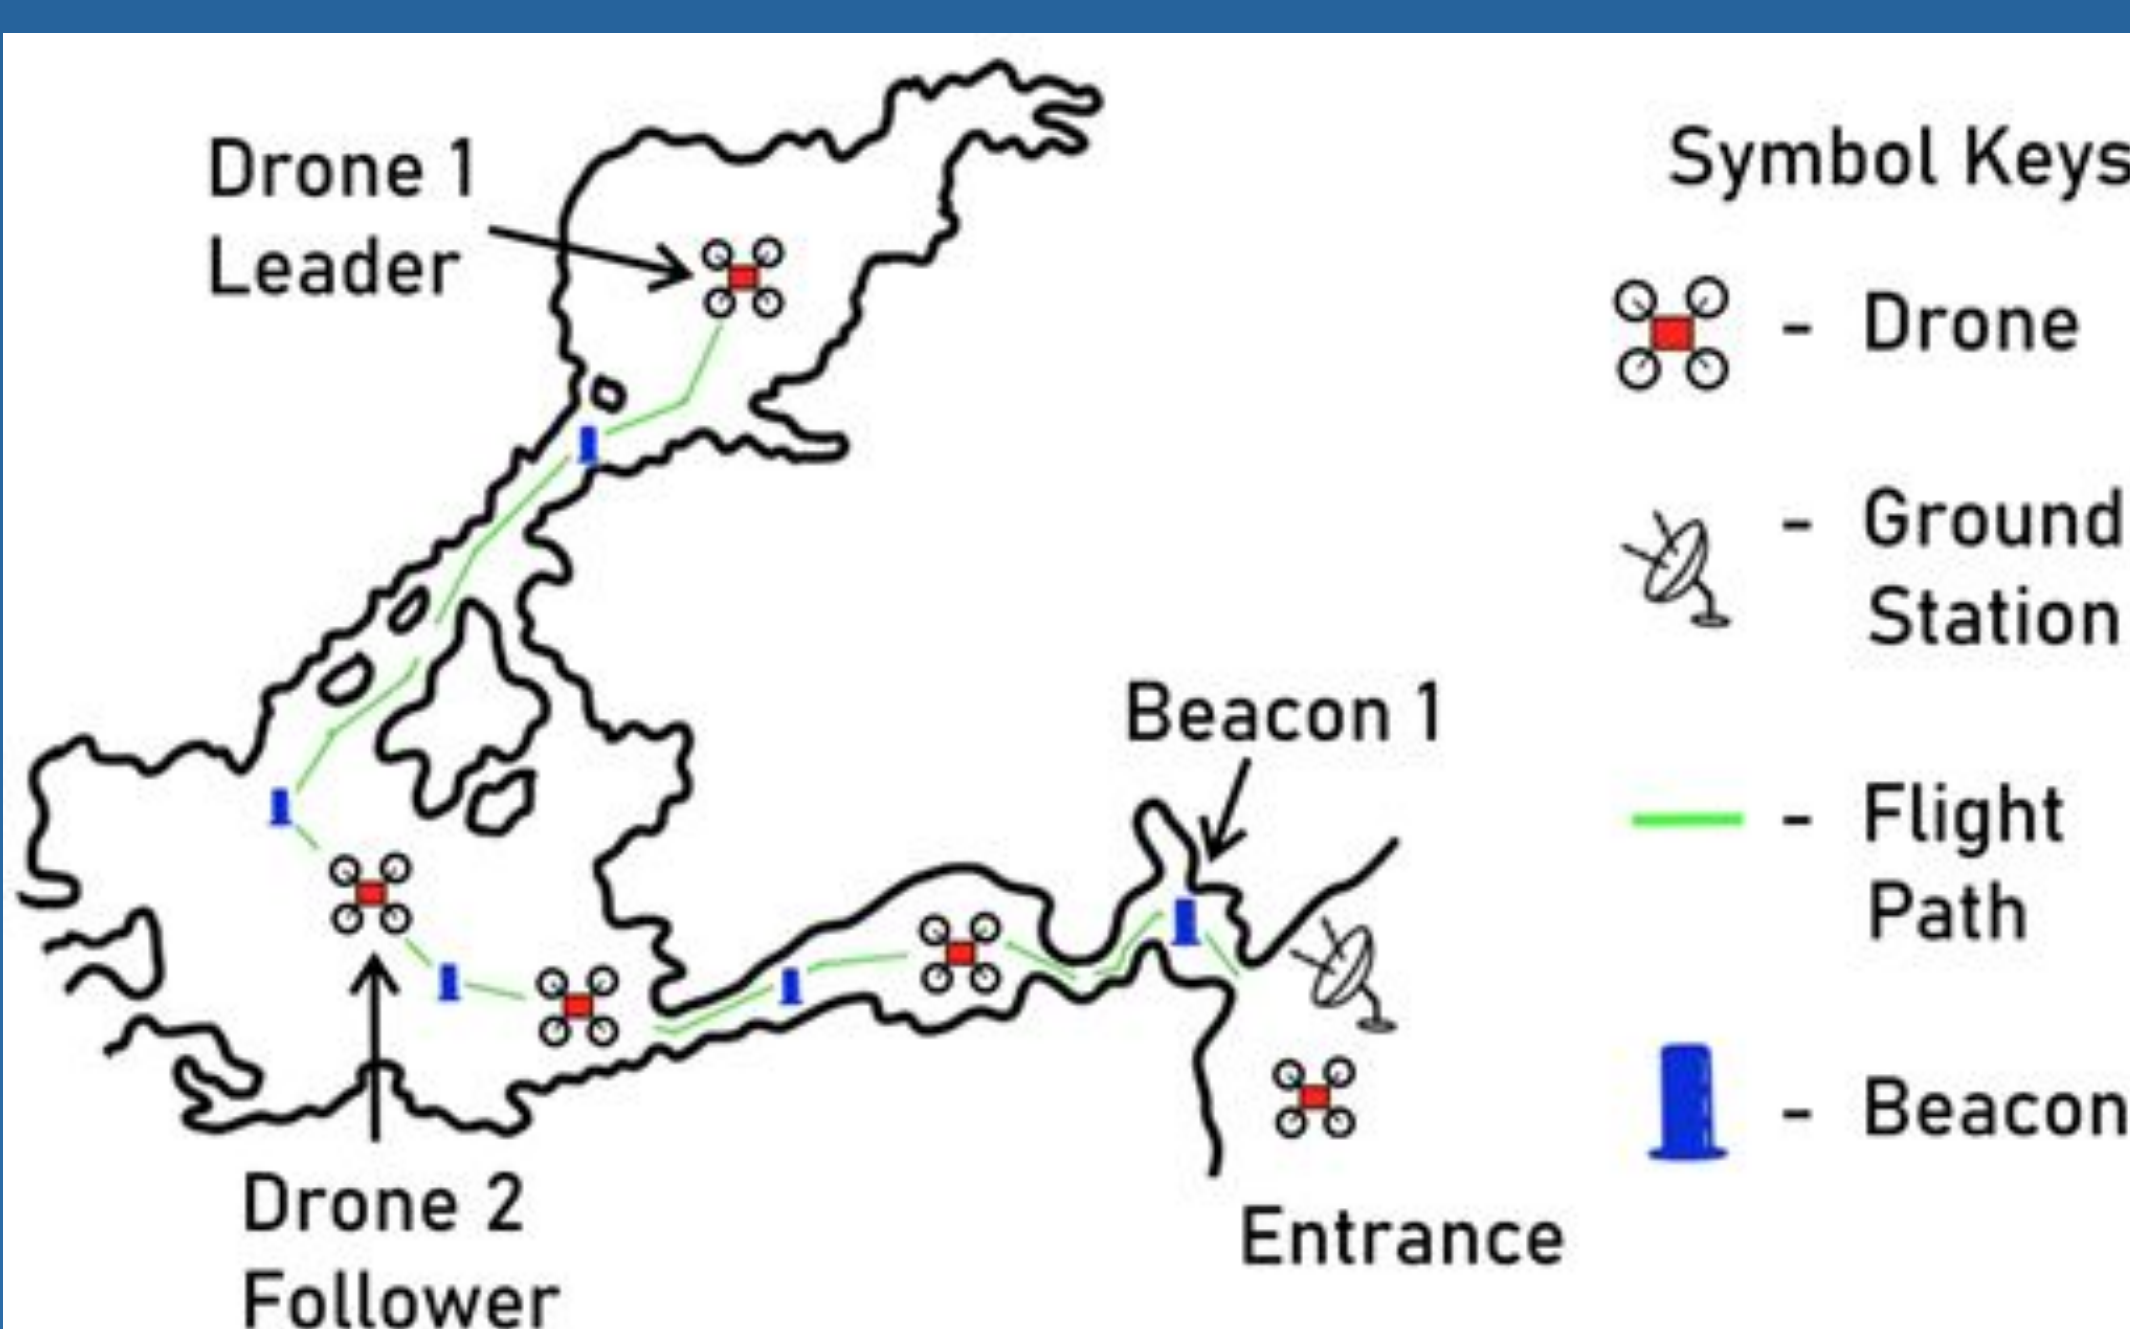 Drone 1
Leader
Symbol Keys
- Drone
- Ground
Station
Beacon 1
- Flight
Path
- Beacon
Drone 2
Follower
Entrance